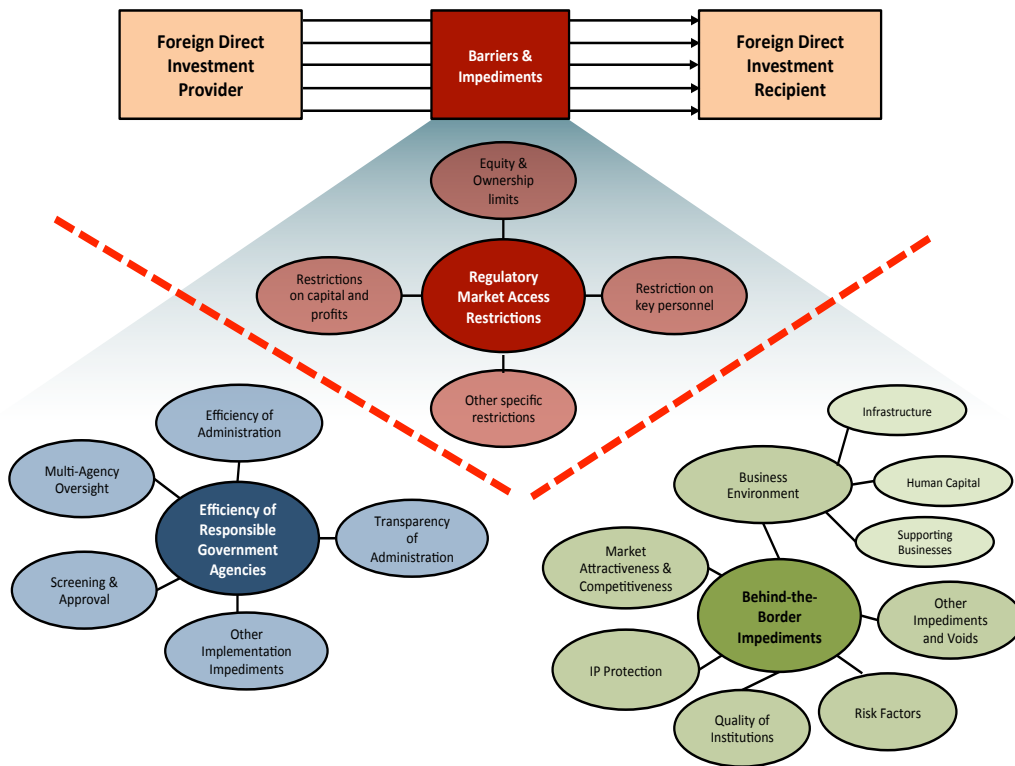 Foreign Direct
Investment
Provider
Barriers &
Impediments
Foreign Direct
Investment
Recipient
Equity &
Ownership
limits
Restrictions
on capital and
profits
Regulatory
Market Access
Restrictions
Restriction on
key personnel
Other specific
restrictions
Efficiency of
Administration
Multi-Agency
Oversight
Efficiency of
Responsible
Government
Agencies
Transparency
of
Administration
Screening &
Approval
Other
Implementation
Impediments
Infrastructure
Business
Environment
Human Capital
Supporting
Businesses
Market
Attractiveness &
Competitiveness
Behind-the-
Border
Impediments
Other
Impediments
and Voids
IP Protection
Quality of
Institutions
Risk Factors